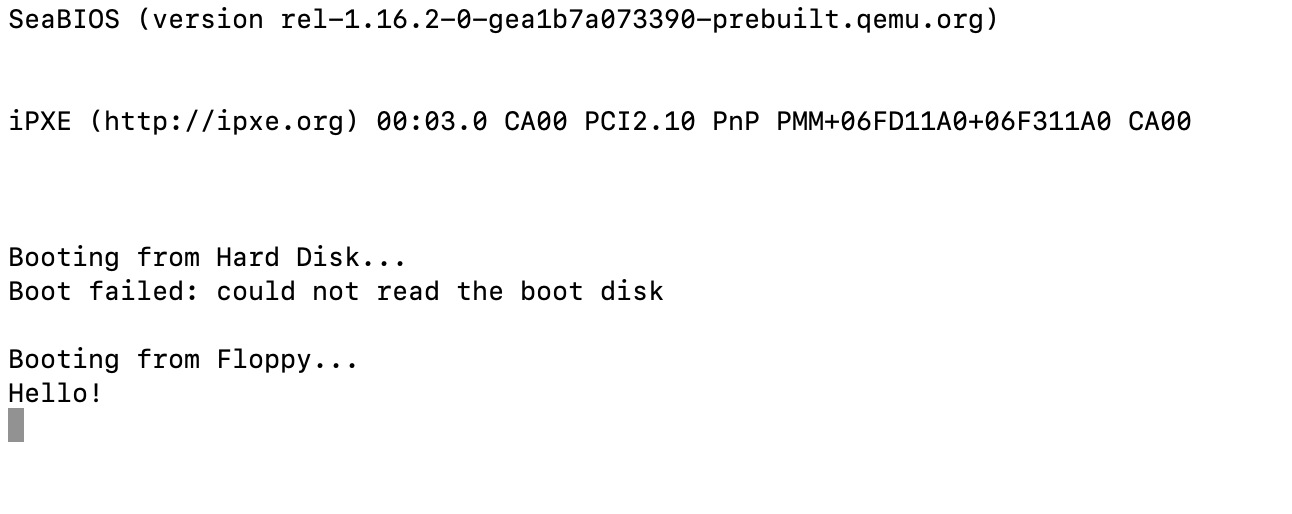 SeaBIOS (version rel-1.16.2-0-gea1b7a073390-prebuilt.qemu.org)
iPXE (http://ipxe.org) 00:03.0 CA00 PCI2.10 PnP PMM+06FD11A0+06F311A0 CA00
Booting from Hard Disk...
Boot failed: could not read the boot disk
Booting from Floppy...
Hello!